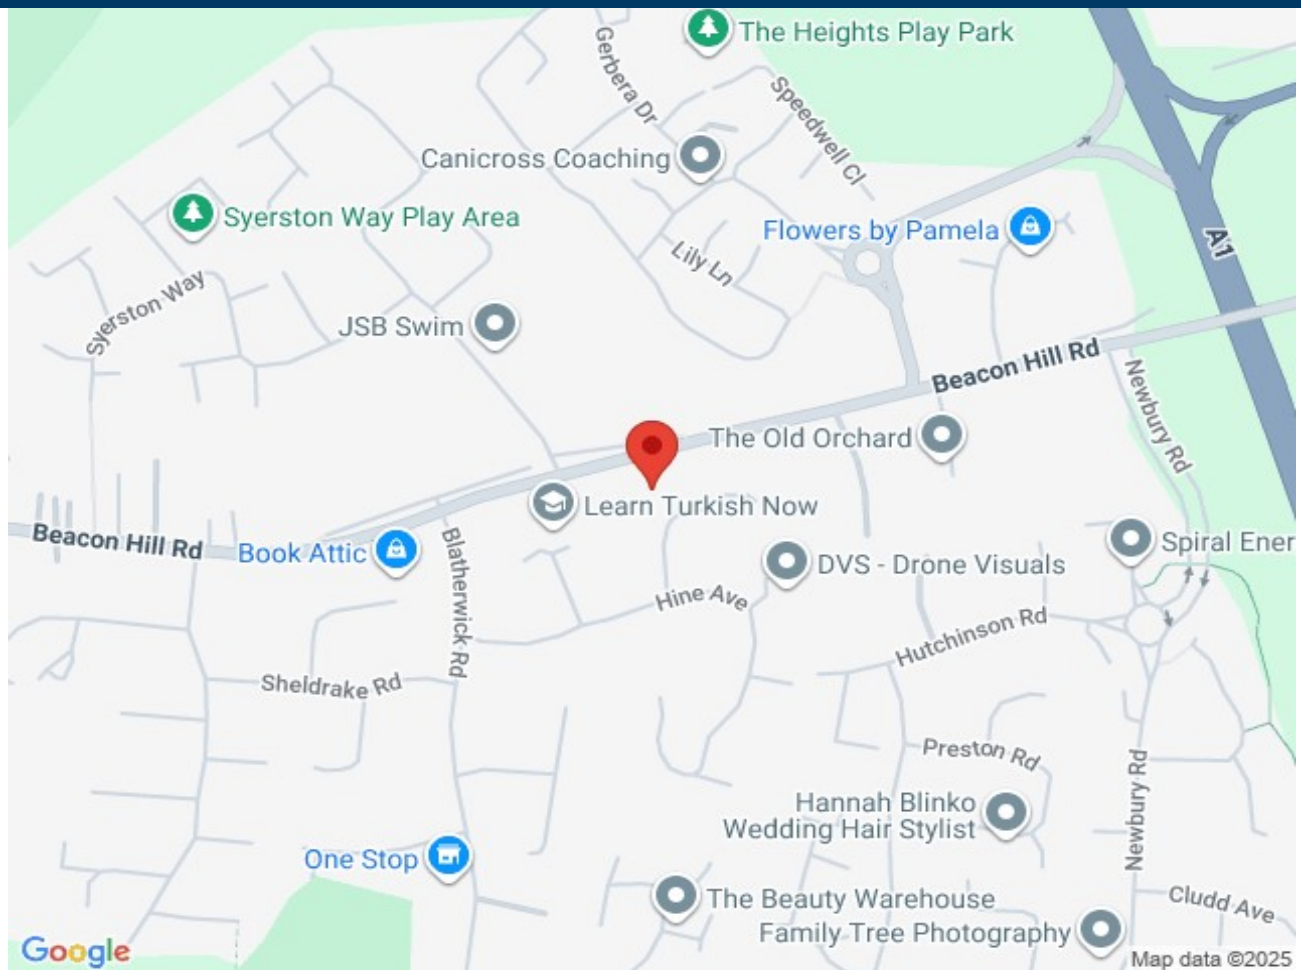 The Heights Play Park
Gerbera Dr
Speedwell Cl
Canicross Coaching
Syerston Way Play Area
Flowers by Pamela
A1
Lily Ln
Syerston Way
JSB Swim
Beacon Hill Rd
Newbury Rd
The Old Orchard
Learn Turkish Now
Beacon Hill Rd
Book Attic
Blatherwick Rd
Spiral Ener
DVS - Drone Visuals
Hine Ave
Hutchinson Rd
Sheldrake Rd
Preston Rd
Newbury Rd
Hannah Blinko
Wedding Hair Stylist
One Stop
The Beauty Warehouse
Cludd Ave
Family Tree Photography
Google
Map data ©2025